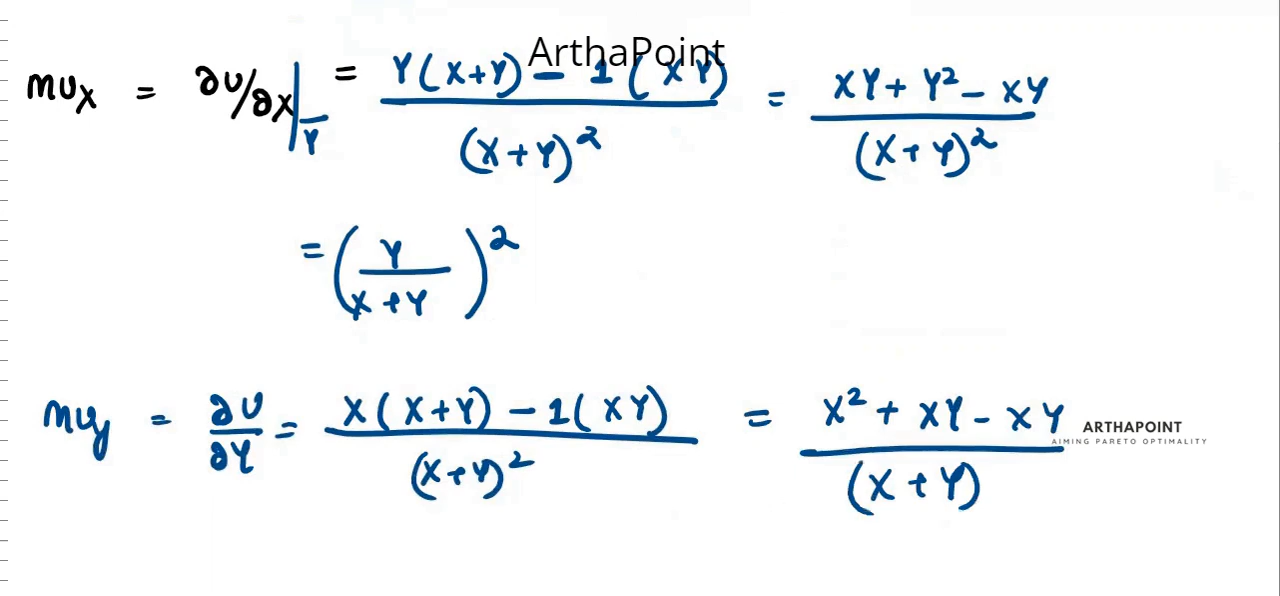 ArthaPoint
MUx = ∂U/∂X|Y̅ = Y(X+Y) − 1(XY) / (X+Y)² = XY + Y² − XY / (X+Y)²
= (Y / X+Y)²
MUy = ∂U/∂Y = X(X+Y) − 1(XY) / (X+Y)² = X² + XY − XY / (X+Y)
ARTHAPOINT
AIMING PARETO OPTIMALITY